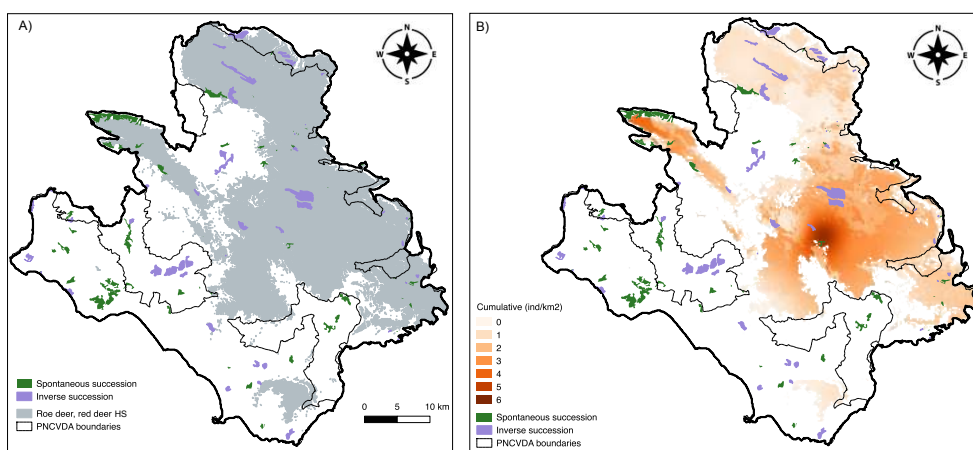 A)
N
W E
S
Spontaneous succession
Inverse succession
Roe deer, red deer HS
PNCVDA boundaries
0 5 10 km
B)
N
W E
S
Cumulative (ind/km2)
0
1
2
3
4
5
6
Spontaneous succession
Inverse succession
PNCVDA boundaries